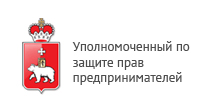 Уполномоченный по
защите прав
предпринимателей